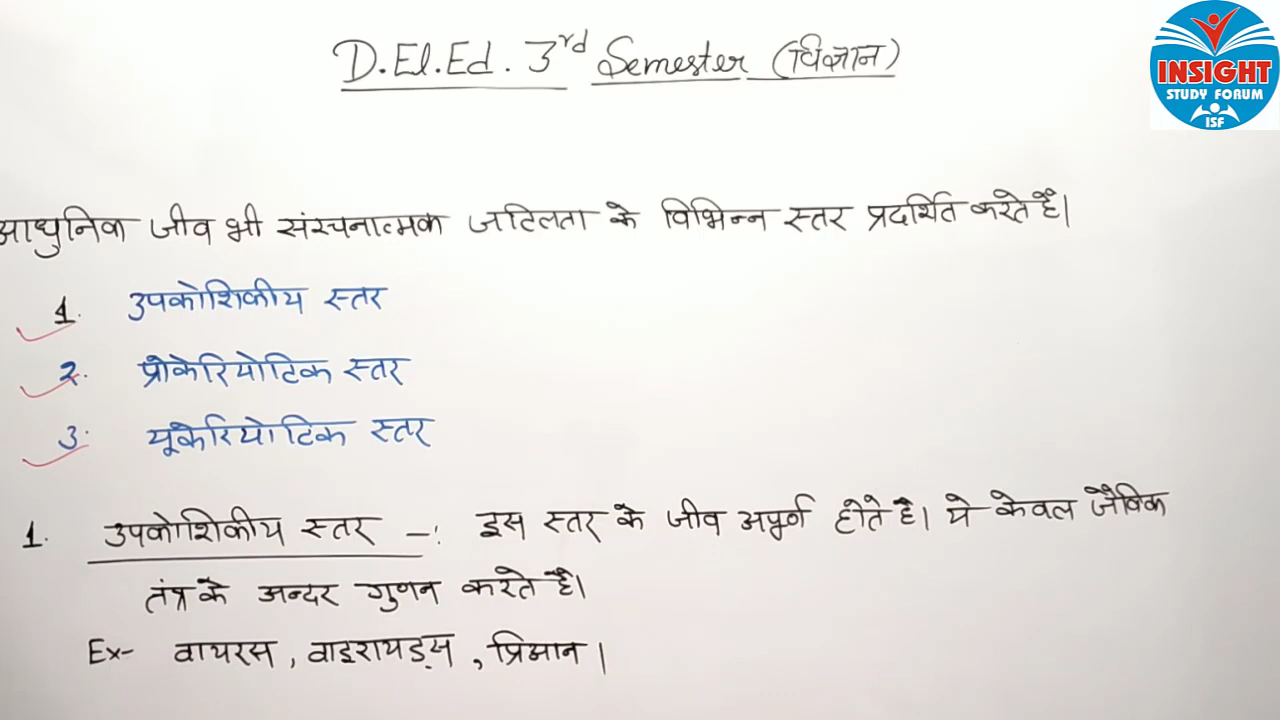 D.El.Ed. 3rd Semester (विज्ञान)
INSIGHT
STUDY FORUM
ISF
आधुनिक जीव भी संरचनात्मक जटिलता के विभिन्न स्तर प्रदर्शित करते है।
1. उपकोशिकीय स्तर
2. प्रोकेरियोटिक स्तर
3. यूकेरियोटिक स्तर
1. उपकोशिकीय स्तर -: इस स्तर के जीव अपूर्ण होते है। ये केवल जैविक
तंत्र के अन्दर गुणन करते है।
Ex- वायरस, वाइरायड्स, प्रिआन।